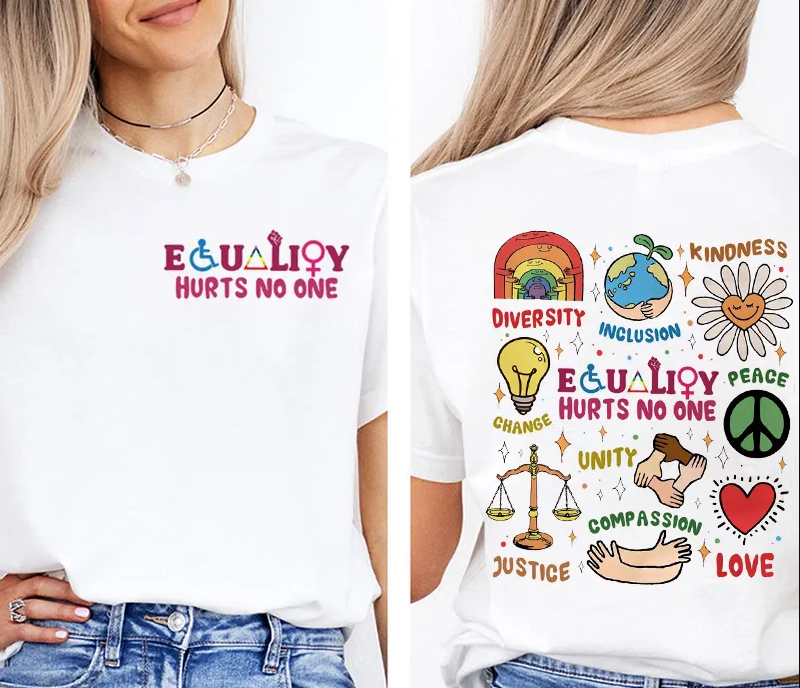 EQUALITY
HURTS NO ONE
KINDNESS
DIVERSITY
INCLUSION
EQUALITY
HURTS NO ONE
PEACE
CHANGE
UNITY
COMPASSION
JUSTICE
LOVE